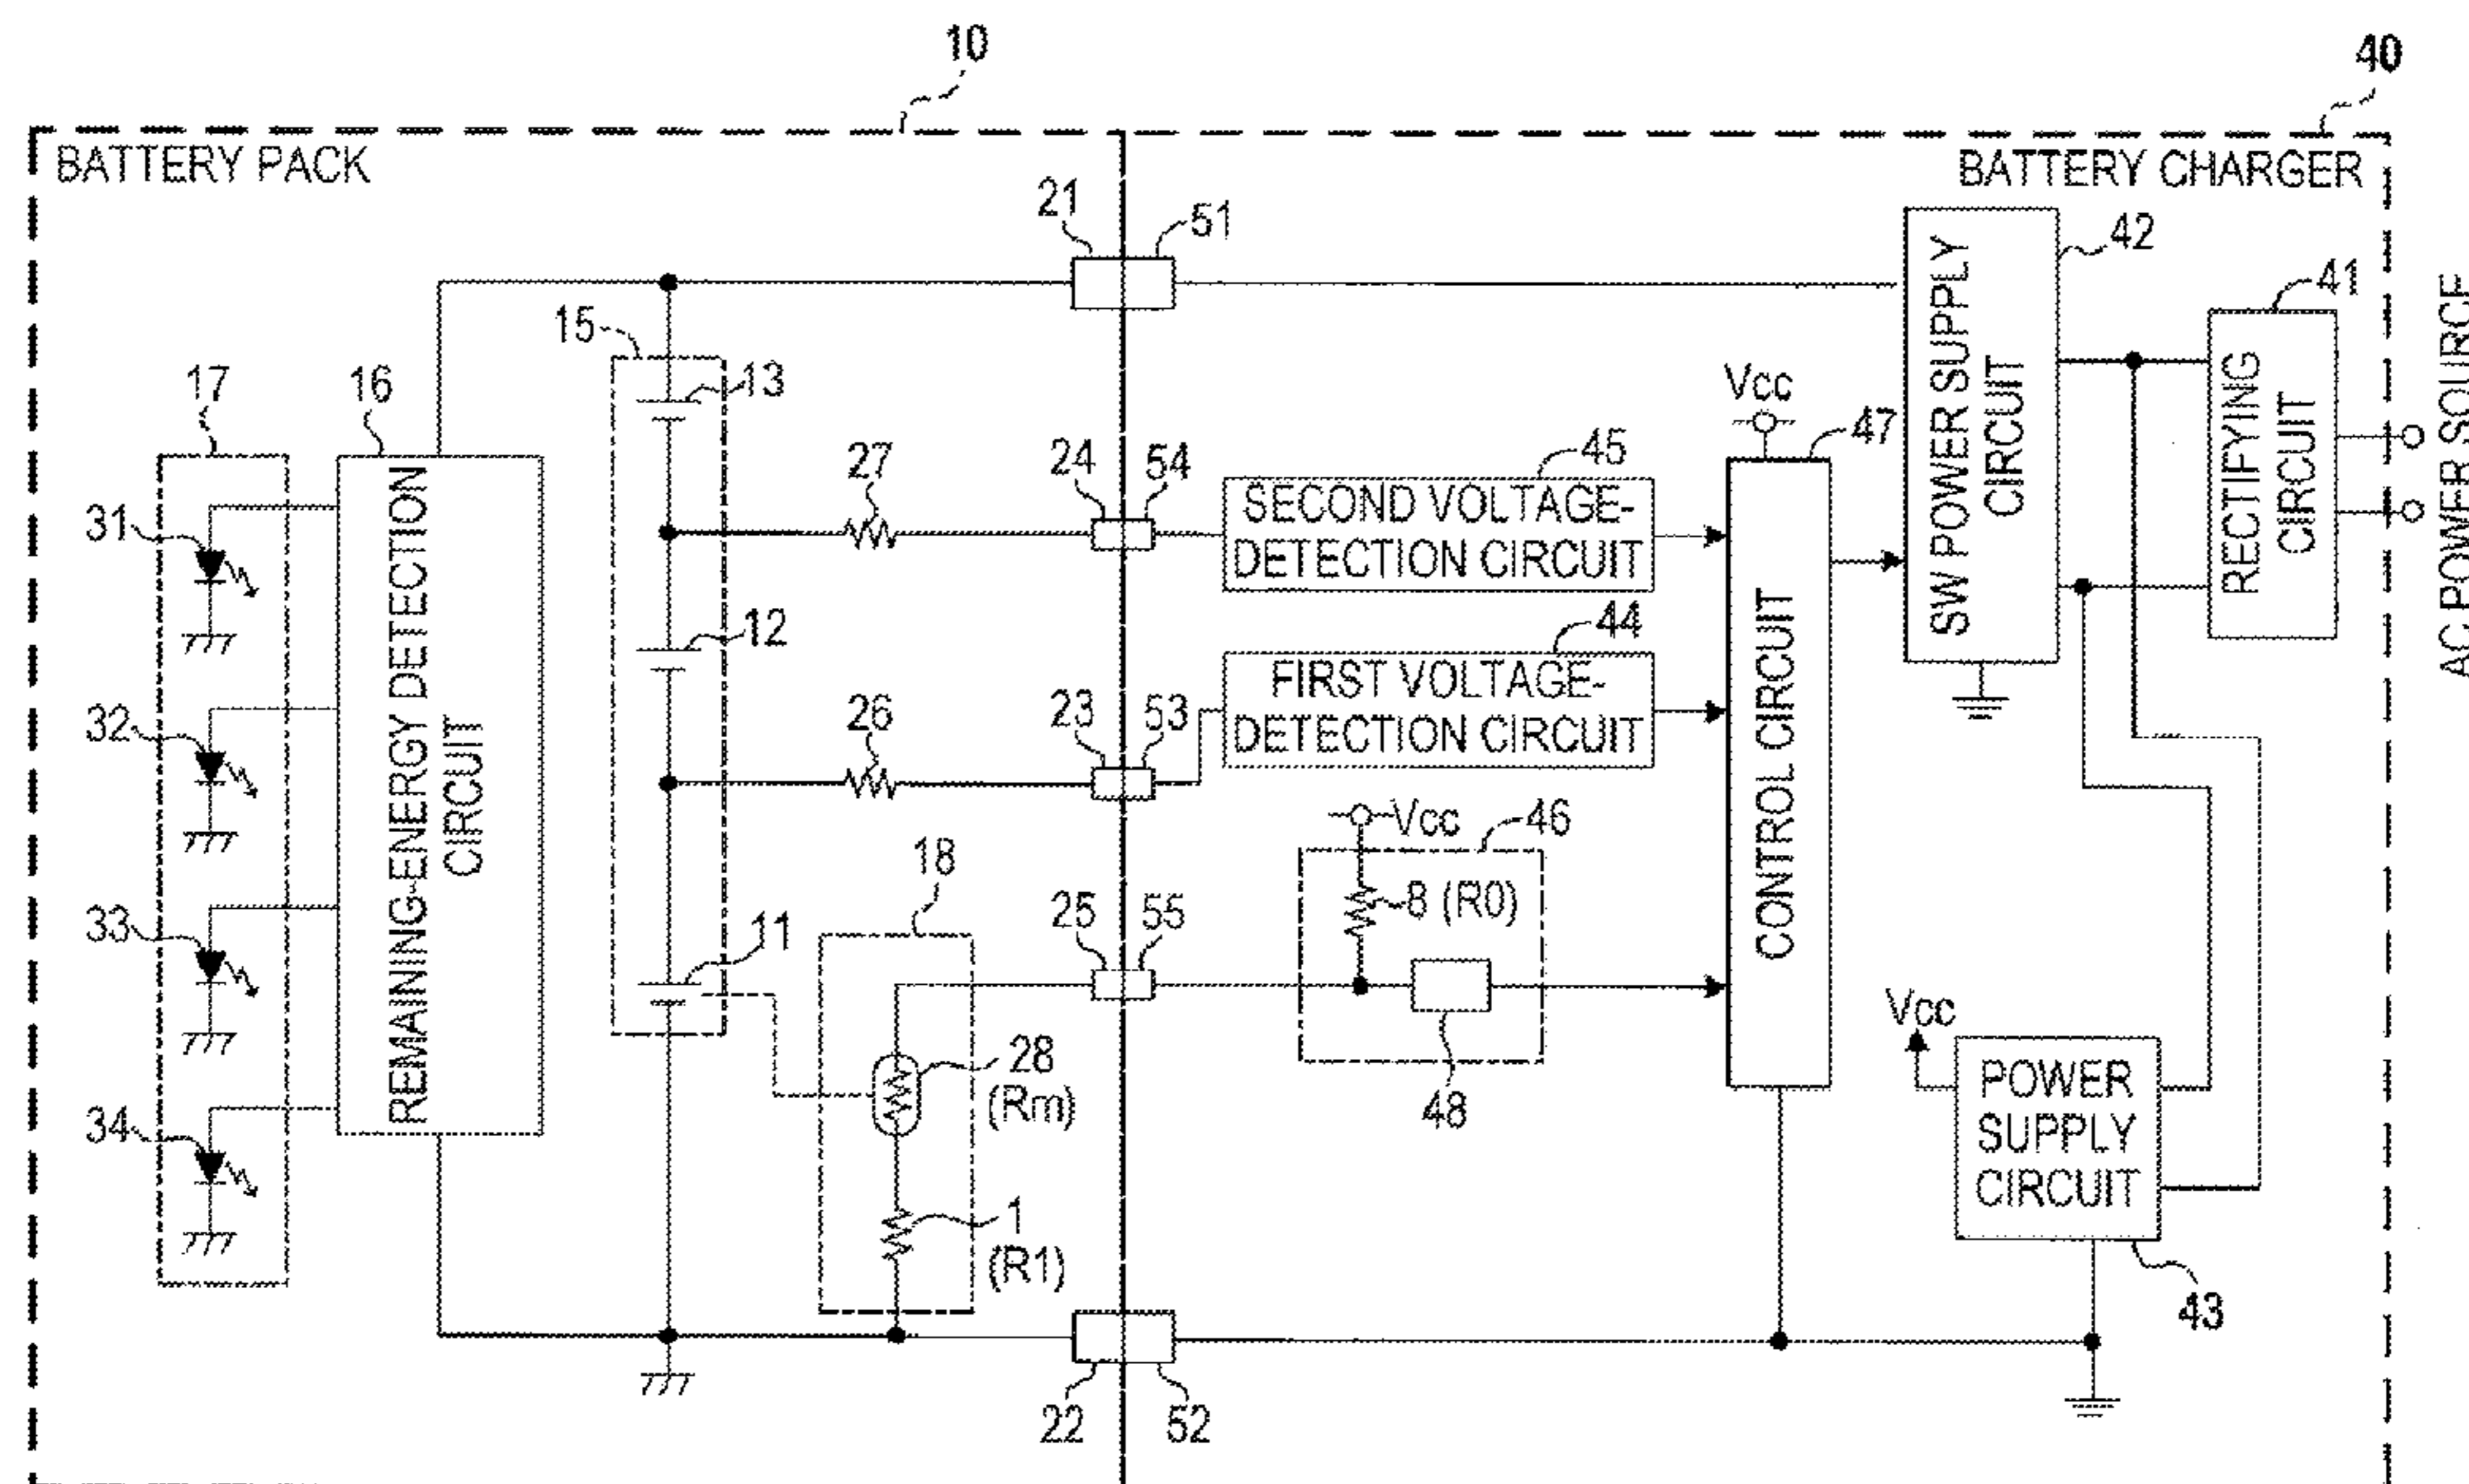 10
40
BATTERY PACK
BATTERY CHARGER
21
51
42
41
15
13
17
16
Vcc
47
27
24
54
45
SECOND VOLTAGE-
DETECTION CIRCUIT
SW POWER SUPPLY
CIRCUIT
RECTIFYING
CIRCUIT
AC POWER SOURCE
31
REMAINING-ENERGY DETECTION
CIRCUIT
12
44
FIRST VOLTAGE-
DETECTION CIRCUIT
CONTROL CIRCUIT
32
26
23
53
Vcc
46
18
8 (R0)
33
11
25
55
Vcc
28
(Rm)
48
POWER
SUPPLY
CIRCUIT
34
1
(R1)
43
22
52